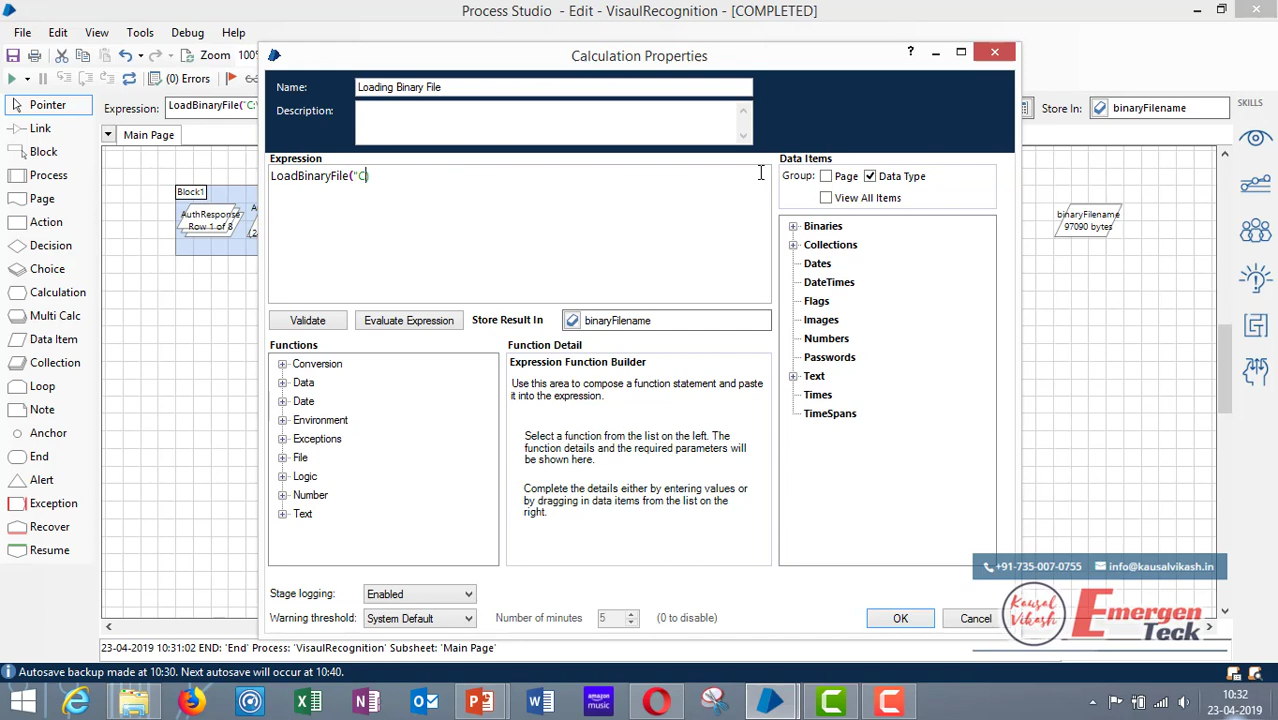 Process Studio - Edit - VisaulRecognition - [COMPLETED]
File Edit View Tools Debug Help
Zoom 100%
Calculation Properties
(0) Errors
Name: Loading Binary File
Description:
Pointer
Expression: LoadBinaryFile("C:\
Store In: binaryFilename
SKILLS
Link
Main Page
Block
Process
Page
Action
Decision
Choice
Calculation
Multi Calc
Data Item
Collection
Loop
Note
Anchor
End
Alert
Exception
Recover
Resume
Block1
AuthResponse
Row 1 of 8
Expression
LoadBinaryFile("C)
Data Items
Group: Page Data Type
View All Items
Binaries
Collections
Dates
DateTimes
Flags
Images
Numbers
Passwords
Text
Times
TimeSpans
binaryFilename
97090 bytes
Validate
Evaluate Expression
Store Result In binaryFilename
Functions
Conversion
Data
Date
Environment
Exceptions
File
Logic
Number
Text
Function Detail
Expression Function Builder
Use this area to compose a function statement and paste
it into the expression.
Select a function from the list on the left. The
function details and the required parameters will
be shown here.
Complete the details either by entering values or
by dragging in data items from the list on the
right.
Stage logging: Enabled
Warning threshold: System Default Number of minutes 5 (0 to disable)
OK
Cancel
+91-735-007-0755 info@kausalvikash.in
Kausal
Vikash
Emergen
Teck
23-04-2019 10:31:02 END: 'End' Process: 'VisaulRecognition' Subsheet: 'Main Page'
Autosave backup made at 10:30. Next autosave will occur at 10:40.
amazon
music
10:32
23-04-2019